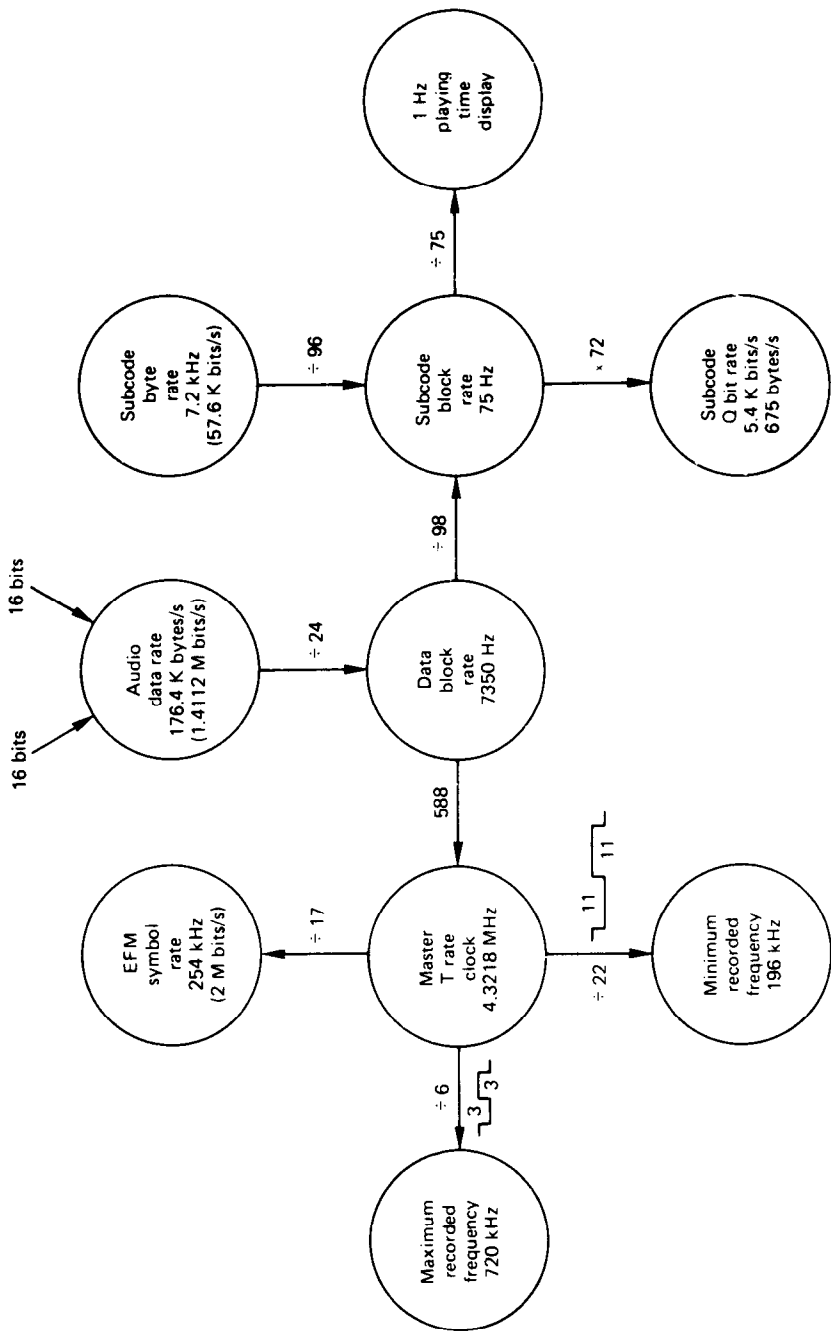 16 bits
16 bits
EFM
symbol
rate
254 kHz
(2 M bits/s)
Audio
data rate
176.4 K bytes/s
(1.4112 M bits/s)
Subcode
byte
rate
7.2 kHz
(57.6 K bits/s)
÷ 17
÷ 24
÷ 96
Maximum
recorded
frequency
720 kHz
÷ 6
3
3
Master
T rate
clock
4.3218 MHz
588
Data
block
rate
7350 Hz
÷ 98
Subcode
block
rate
75 Hz
÷ 75
1 Hz
playing
time
display
÷ 22
11
11
× 72
Minimum
recorded
frequency
196 kHz
Subcode
Q bit rate
5.4 K bits/s
675 bytes/s